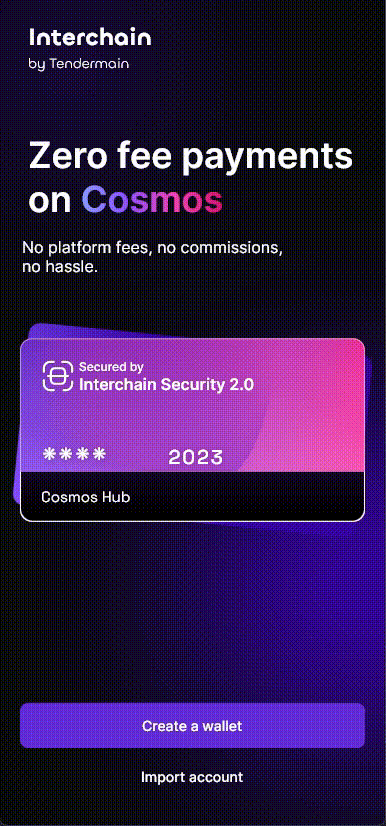 Interchain
by Tendermain
Zero fee payments
on Cosmos
No platform fees, no commissions,
no hassle.
Secured by
Interchain Security 2.0
**** 2023
Cosmos Hub
Create a wallet
Import account